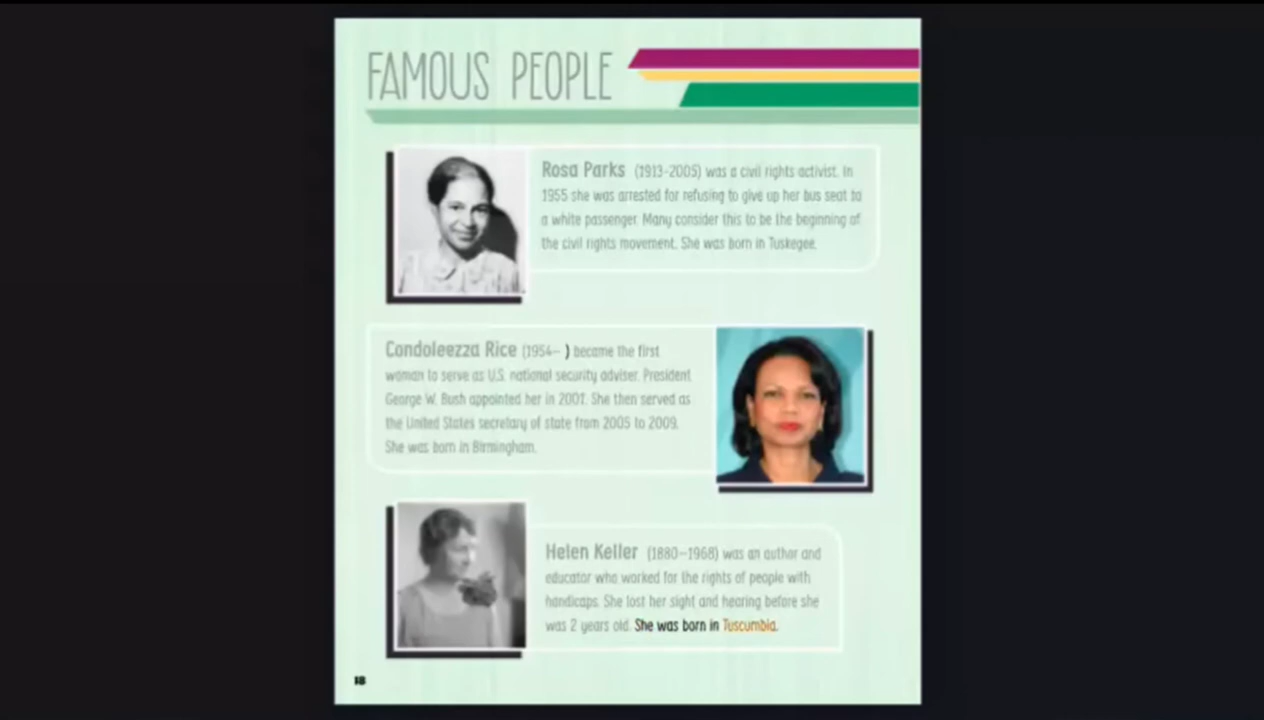 FAMOUS PEOPLE
Rosa Parks (1913-2005) was a civil rights activist. In
1955 she was arrested for refusing to give up her bus seat to
a white passenger. Many consider this to be the beginning of
the civil rights movement. She was born in Tuskegee.
Condoleezza Rice (1954- ) became the first
woman to serve as U.S. national security adviser. President
George W. Bush appointed her in 2001. She then served as
the United States secretary of state from 2005 to 2009.
She was born in Birmingham.
Helen Keller (1880-1968) was an author and
educator who worked for the rights of people with
handicaps. She lost her sight and hearing before she
was 2 years old. She was born in Tuscumbia.
18